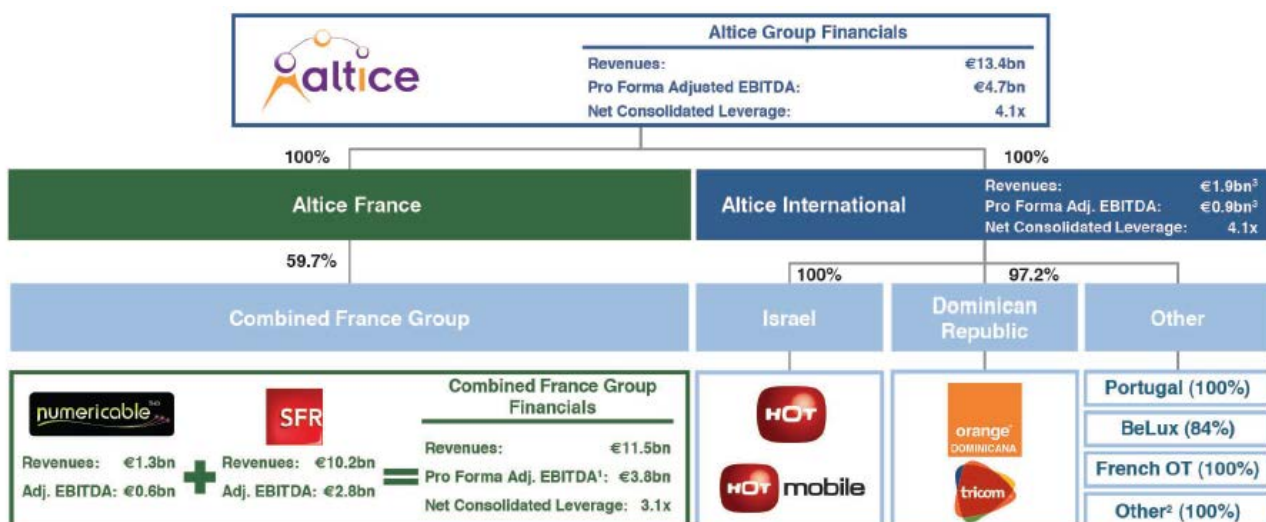 altice
Altice Group Financials
Revenues: €13.4bn
Pro Forma Adjusted EBITDA: €4.7bn
Net Consolidated Leverage: 4.1x
100%
100%
Altice France
Altice International
Revenues: €1.9bn³
Pro Forma Adj. EBITDA: €0.9bn³
Net Consolidated Leverage: 4.1x
59.7%
100%
97.2%
Combined France Group
Israel
Dominican
Republic
Other
numericable
SFR
Combined France Group
Financials
Revenues: €1.3bn
Adj. EBITDA: €0.6bn
+
Revenues: €10.2bn
Adj. EBITDA: €2.8bn
=
Revenues: €11.5bn
Pro Forma Adj. EBITDA¹: €3.8bn
Net Consolidated Leverage: 3.1x
HOT
HOT mobile
orange
DOMINICANA
tricom
Portugal (100%)
BeLux (84%)
French OT (100%)
Other² (100%)